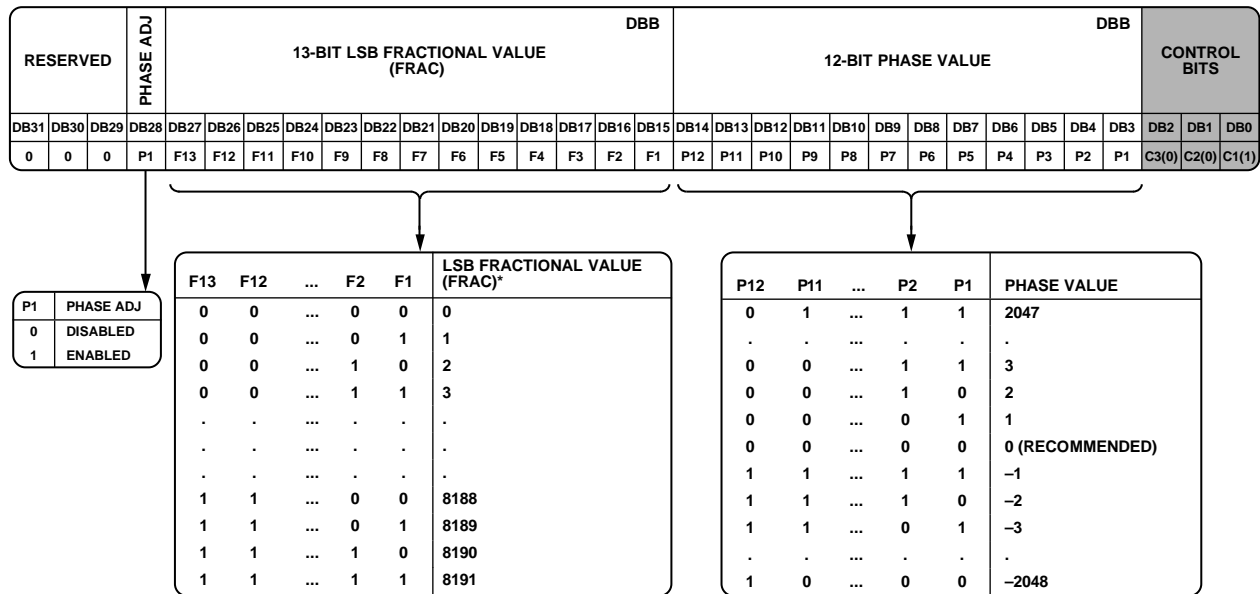 RESERVED
PHASE ADJ
13-BIT LSB FRACTIONAL VALUE
(FRAC)
DBB
12-BIT PHASE VALUE
DBB
CONTROL
BITS
DB31 DB30 DB29 DB28 DB27 DB26 DB25 DB24 DB23 DB22 DB21 DB20 DB19 DB18 DB17 DB16 DB15 DB14 DB13 DB12 DB11 DB10 DB9 DB8 DB7 DB6 DB5 DB4 DB3 DB2 DB1 DB0
0 0 0 P1 F13 F12 F11 F10 F9 F8 F7 F6 F5 F4 F3 F2 F1 P12 P11 P10 P9 P8 P7 P6 P5 P4 P3 P2 P1 C3(0) C2(0) C1(1)
P1 PHASE ADJ
0 DISABLED
1 ENABLED
F13 F12 ... F2 F1 LSB FRACTIONAL VALUE
(FRAC)*
0 0 ... 0 0 0
0 0 ... 0 1 1
0 0 ... 1 0 2
0 0 ... 1 1 3
. . ... . . .
. . ... . . .
. . ... . . .
1 1 ... 0 0 8188
1 1 ... 0 1 8189
1 1 ... 1 0 8190
1 1 ... 1 1 8191
P12 P11 ... P2 P1 PHASE VALUE
0 1 ... 1 1 2047
. . ... . . .
0 0 ... 1 1 3
0 0 ... 1 0 2
0 0 ... 0 1 1
0 0 ... 0 0 0 (RECOMMENDED)
1 1 ... 1 1 –1
1 1 ... 1 0 –2
1 1 ... 0 1 –3
. . ... . . .
1 0 ... 0 0 –2048